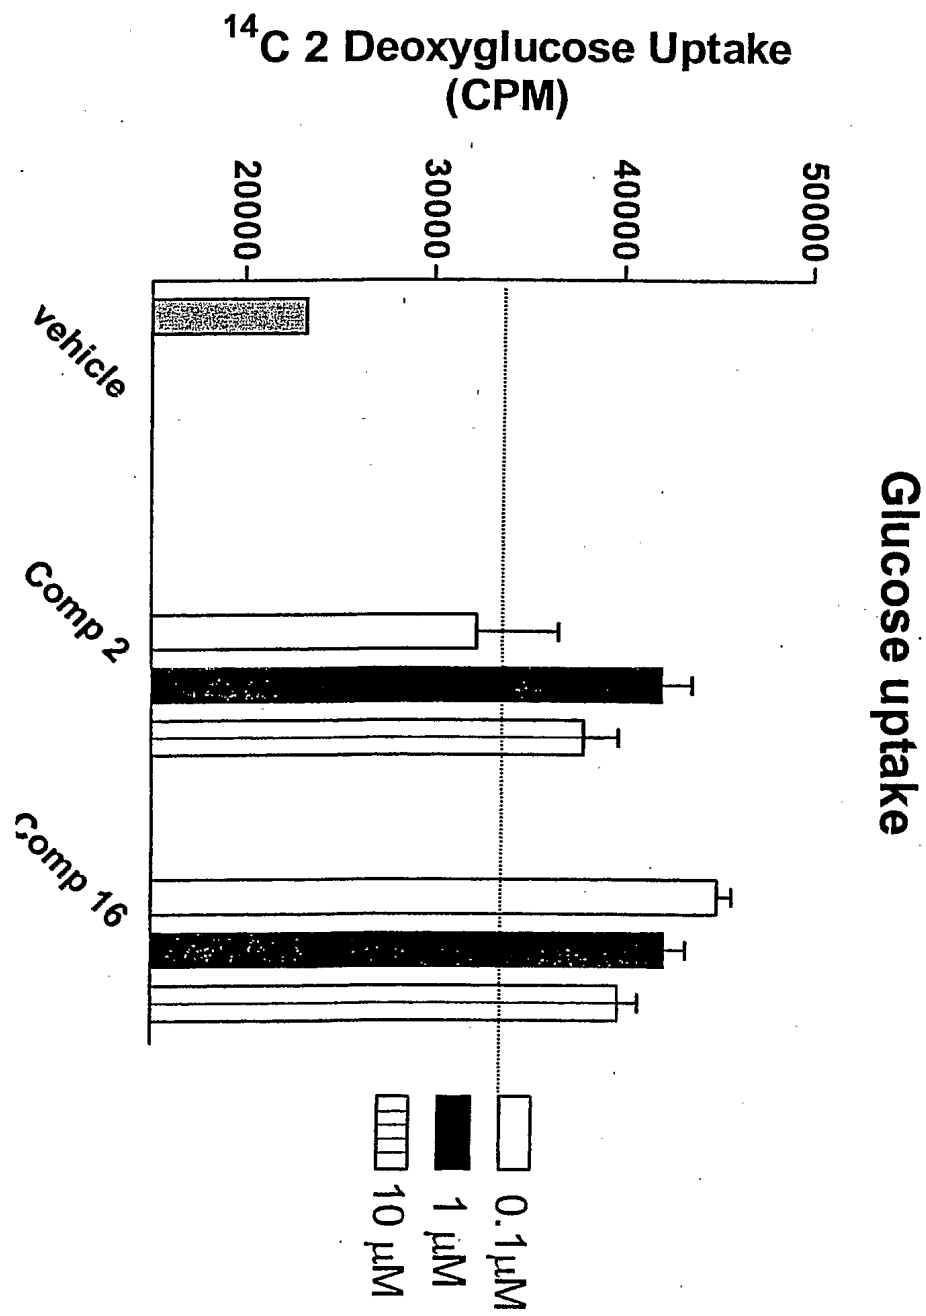 Glucose uptake
¹⁴C 2 Deoxyglucose Uptake
(CPM)
50000
40000
30000
20000
vehicle
Comp 2
Comp 16
0.1µM
1 µM
10 µM